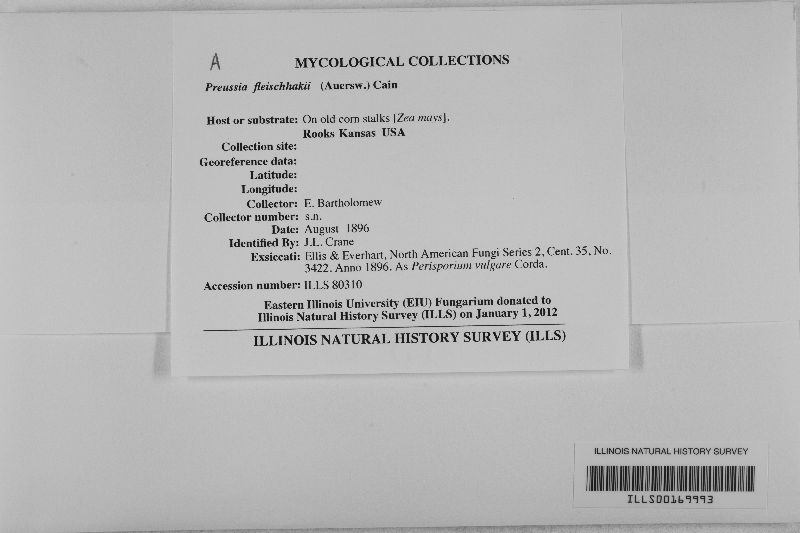 A
MYCOLOGICAL COLLECTIONS
Preussia fleischhakii (Auersw.) Cain
Host or substrate: On old corn stalks [Zea mays].
Rooks Kansas USA
Collection site:
Georeference data:
Latitude:
Longitude:
Collector: E. Bartholomew
Collector number: s.n.
Date: August 1896
Identified By: J.L. Crane
Exsiccati: Ellis & Everhart, North American Fungi Series 2, Cent. 35, No.
3422. Anno 1896. As Perisporium vulgare Corda.
Accession number: ILLS 80310
Eastern Illinois University (EIU) Fungarium donated to
Illinois Natural History Survey (ILLS) on January 1, 2012
ILLINOIS NATURAL HISTORY SURVEY (ILLS)
ILLINOIS NATURAL HISTORY SURVEY
ILLS00169993